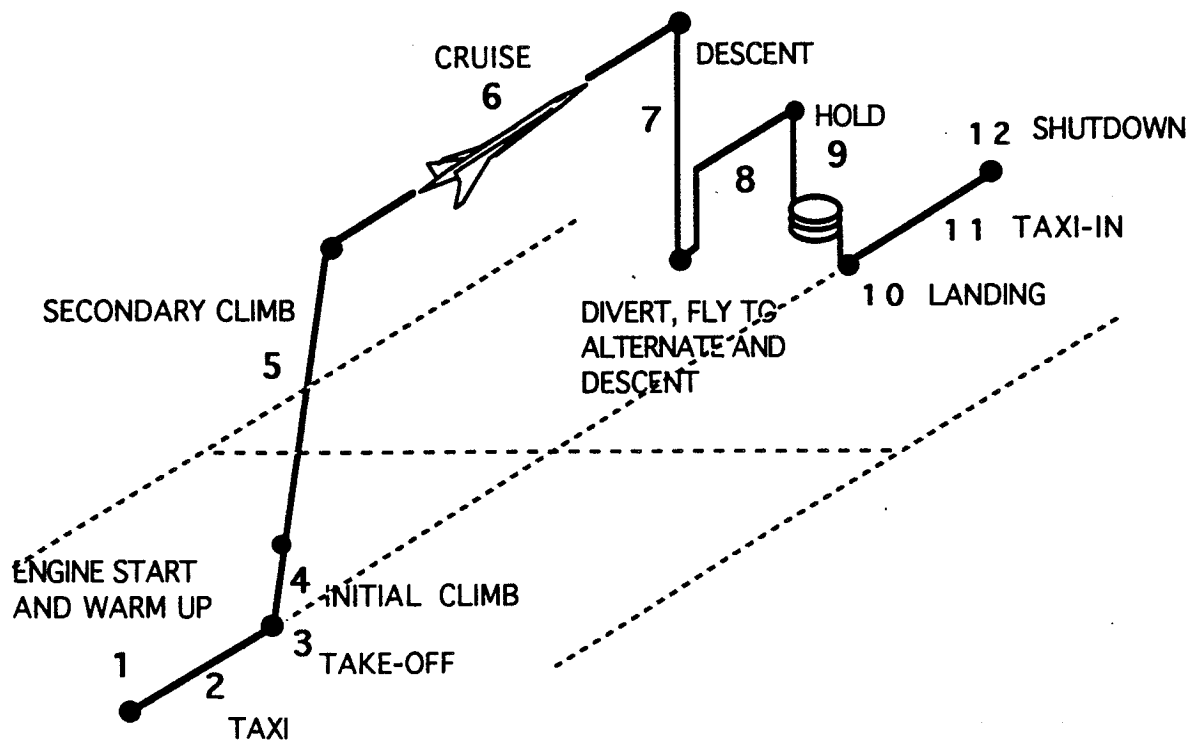 CRUISE
6
DESCENT
7
HOLD
8
9
12 SHUTDOWN
11 TAXI-IN
10 LANDING
SECONDARY CLIMB
5
DIVERT, FLY TO
ALTERNATE AND
DESCENT
ENGINE START
AND WARM UP
4 INITIAL CLIMB
3 TAKE-OFF
1
2
TAXI